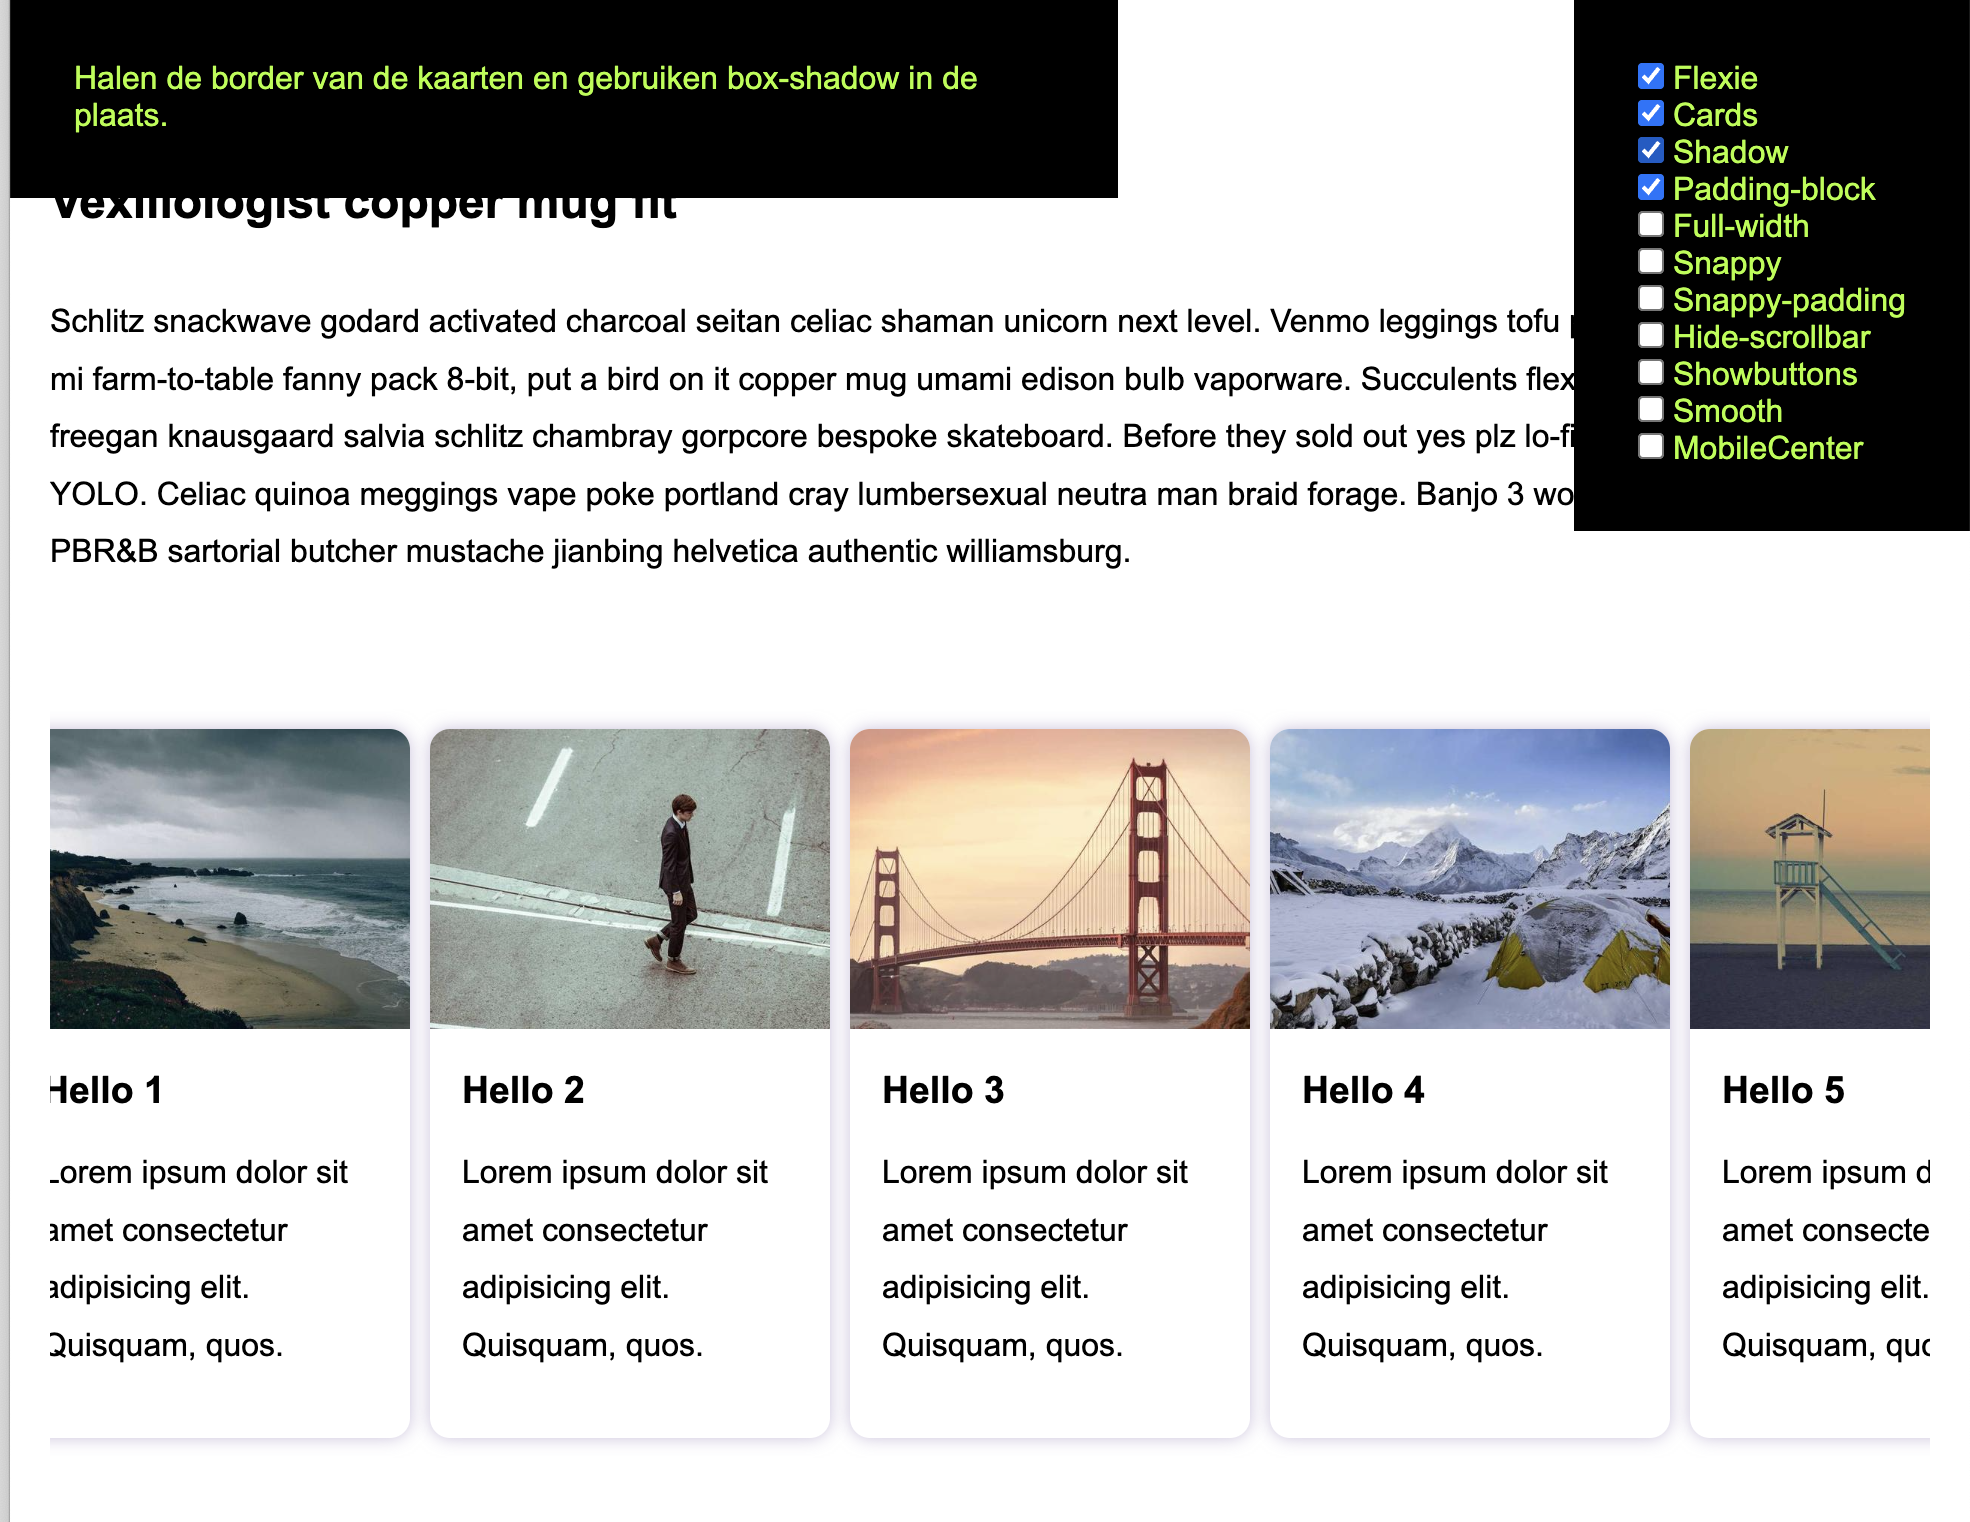 Halen de border van de kaarten en gebruiken box-shadow in de
plaats.
Flexie
Cards
Shadow
Padding-block
Full-width
Snappy
Snappy-padding
Hide-scrollbar
Showbuttons
Smooth
MobileCenter
Vexillologist copper mug fit
Schlitz snackwave godard activated charcoal seitan celiac shaman unicorn next level. Venmo leggings tofu
mi farm-to-table fanny pack 8-bit, put a bird on it copper mug umami edison bulb vaporware. Succulents flex
freegan knausgaard salvia schlitz chambray gorpcore bespoke skateboard. Before they sold out yes plz lo-fi
YOLO. Celiac quinoa meggings vape poke portland cray lumbersexual neutra man braid forage. Banjo 3 wo
PBR&B sartorial butcher mustache jianbing helvetica authentic williamsburg.
Hello 1
Lorem ipsum dolor sit
amet consectetur
adipisicing elit.
Quisquam, quos.
Hello 2
Lorem ipsum dolor sit
amet consectetur
adipisicing elit.
Quisquam, quos.
Hello 3
Lorem ipsum dolor sit
amet consectetur
adipisicing elit.
Quisquam, quos.
Hello 4
Lorem ipsum dolor sit
amet consectetur
adipisicing elit.
Quisquam, quos.
Hello 5
Lorem ipsum d
amet consecte
adipisicing elit.
Quisquam, quo